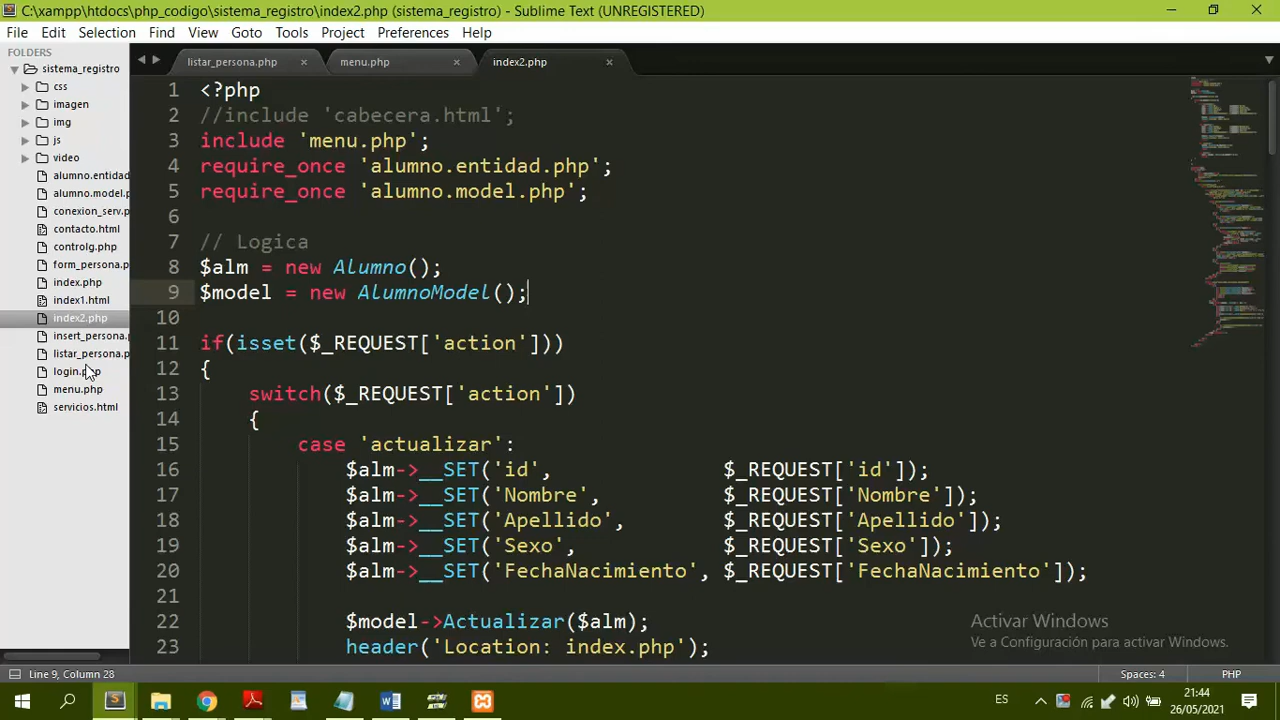 C:\xampp\htdocs\php_codigo\sistema_registro\index2.php (sistema_registro) - Sublime Text (UNREGISTERED)
File Edit Selection Find View Goto Tools Project Preferences Help
FOLDERS
sistema_registro
css
imagen
img
js
video
alumno.entidad
alumno.model.p
conexion_serv.p
contacto.html
controlg.php
form_persona.p
index.php
index1.html
index2.php
insert_persona.
listar_persona.p
menu.php
servicios.html
listar_persona.php
menu.php
index2.php
1 <?php
2 //include 'cabecera.html';
3 include 'menu.php';
4 require_once 'alumno.entidad.php';
5 require_once 'alumno.model.php';
6
7 // Logica
8 $alm = new Alumno();
9 $model = new AlumnoModel();
10
11 if(isset($_REQUEST['action']))
12 {
13 switch($_REQUEST['action'])
14 {
15 case 'actualizar':
16 $alm->__SET('id', $_REQUEST['id']);
17 $alm->__SET('Nombre', $_REQUEST['Nombre']);
18 $alm->__SET('Apellido', $_REQUEST['Apellido']);
19 $alm->__SET('Sexo', $_REQUEST['Sexo']);
20 $alm->__SET('FechaNacimiento', $_REQUEST['FechaNacimiento']);
21
22 $model->Actualizar($alm);
23 header('Location: index.php');
Activar Windows
Ve a Configuración para activar Windows.
Line 9, Column 28
Spaces: 4
PHP
ES
21:44
26/05/2021